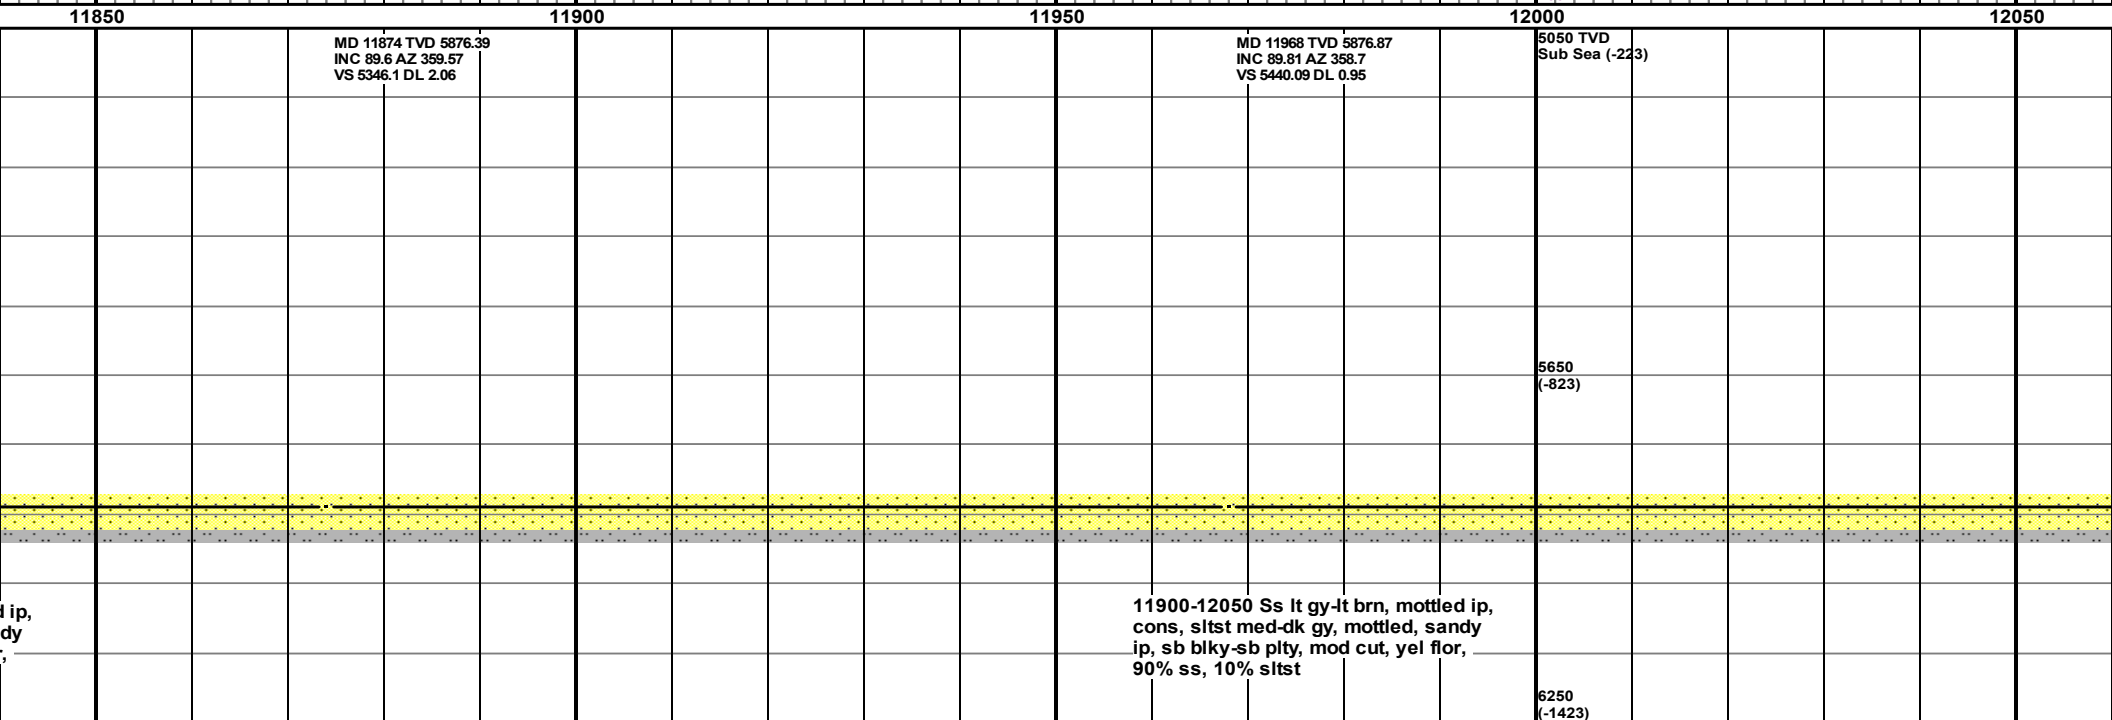 11850 11900 11950 12000 12050
MD 11874 TVD 5876.39
INC 89.6 AZ 359.57
VS 5346.1 DL 2.06
MD 11968 TVD 5876.87
INC 89.81 AZ 358.7
VS 5440.09 DL 0.95
5050 TVD
Sub Sea (-223)
5650
(-823)
d ip,
dy
r,
11900-12050 Ss lt gy-lt brn, mottled ip,
cons, sltst med-dk gy, mottled, sandy
ip, sb blky-sb plty, mod cut, yel flor,
90% ss, 10% sltst
6250
(-1423)